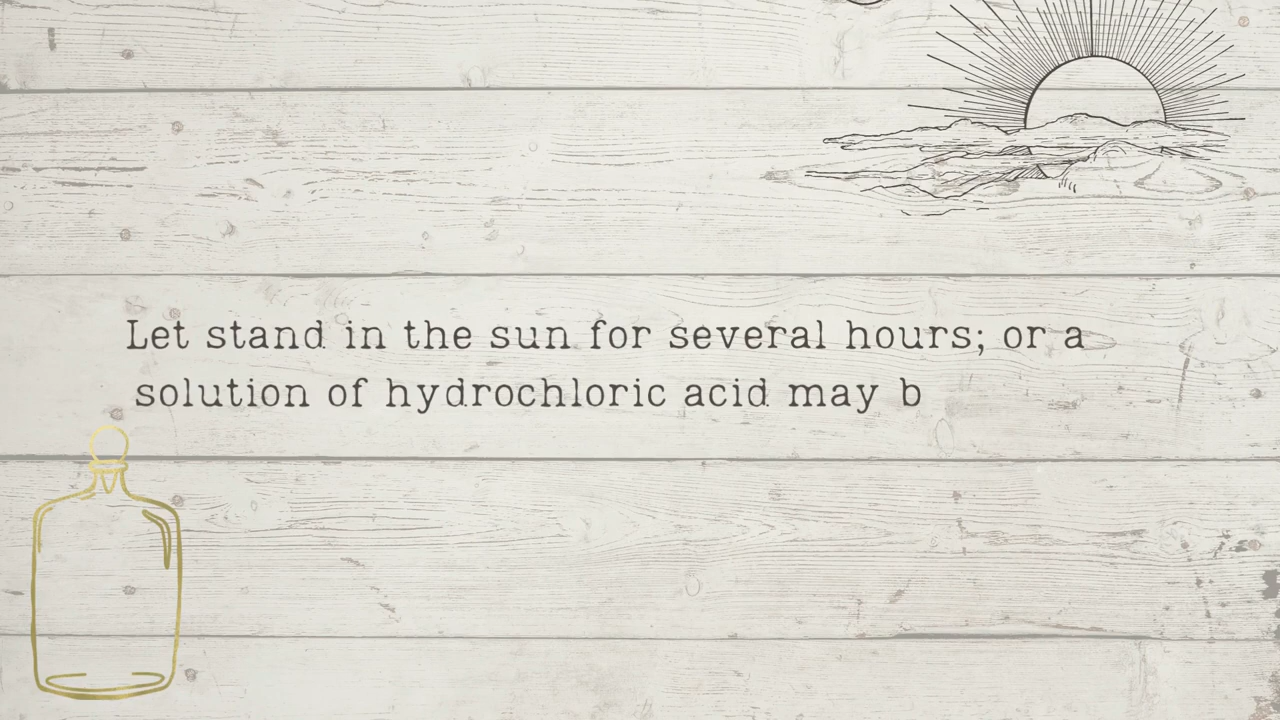 Let stand in the sun for several hours; or a
solution of hydrochloric acid may b